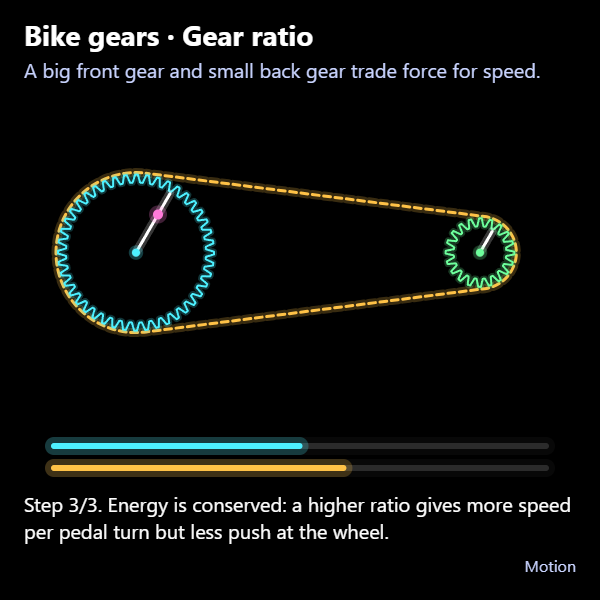 Bike gears · Gear ratio
A big front gear and small back gear trade force for speed.
Step 3/3. Energy is conserved: a higher ratio gives more speed
per pedal turn but less push at the wheel.
Motion